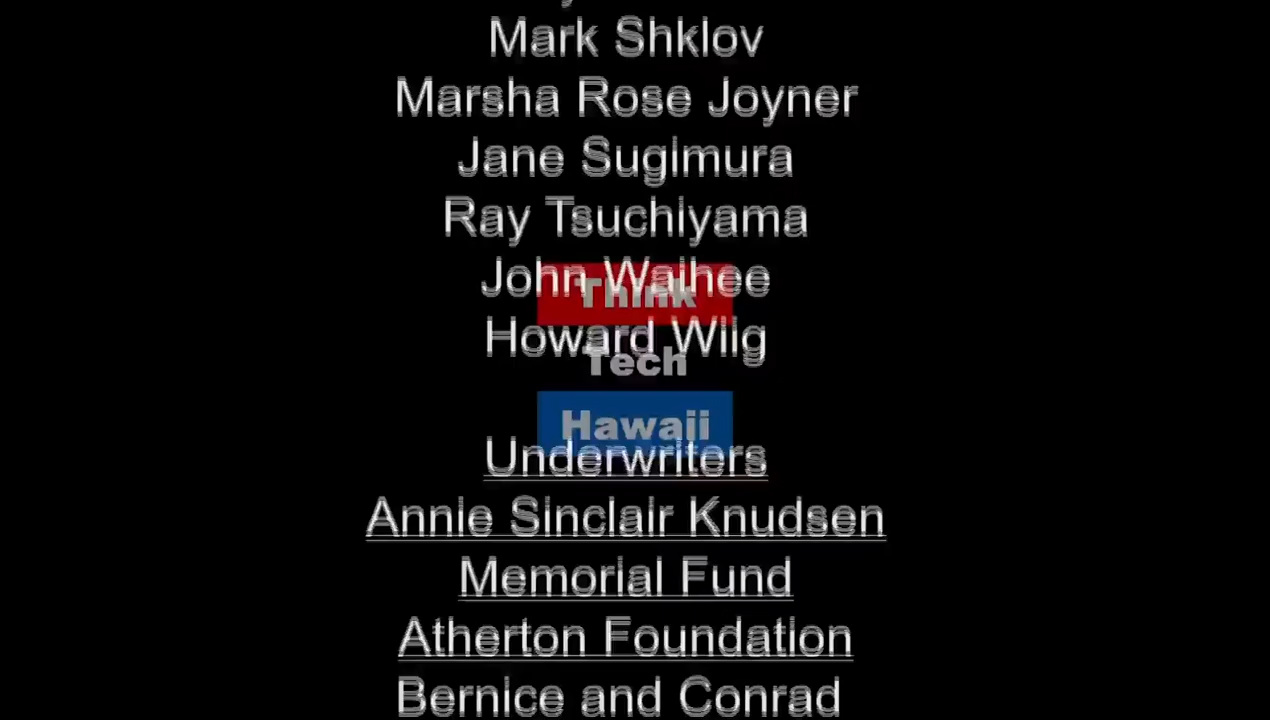 Mark Shklov
Marsha Rose Joyner
Jane Sugimura
Ray Tsuchiyama
John Waihee
Think
Howard Wiig
Tech
Hawaii
Underwriters
Annie Sinclair Knudsen
Memorial Fund
Atherton Foundation
Bernice and Conrad